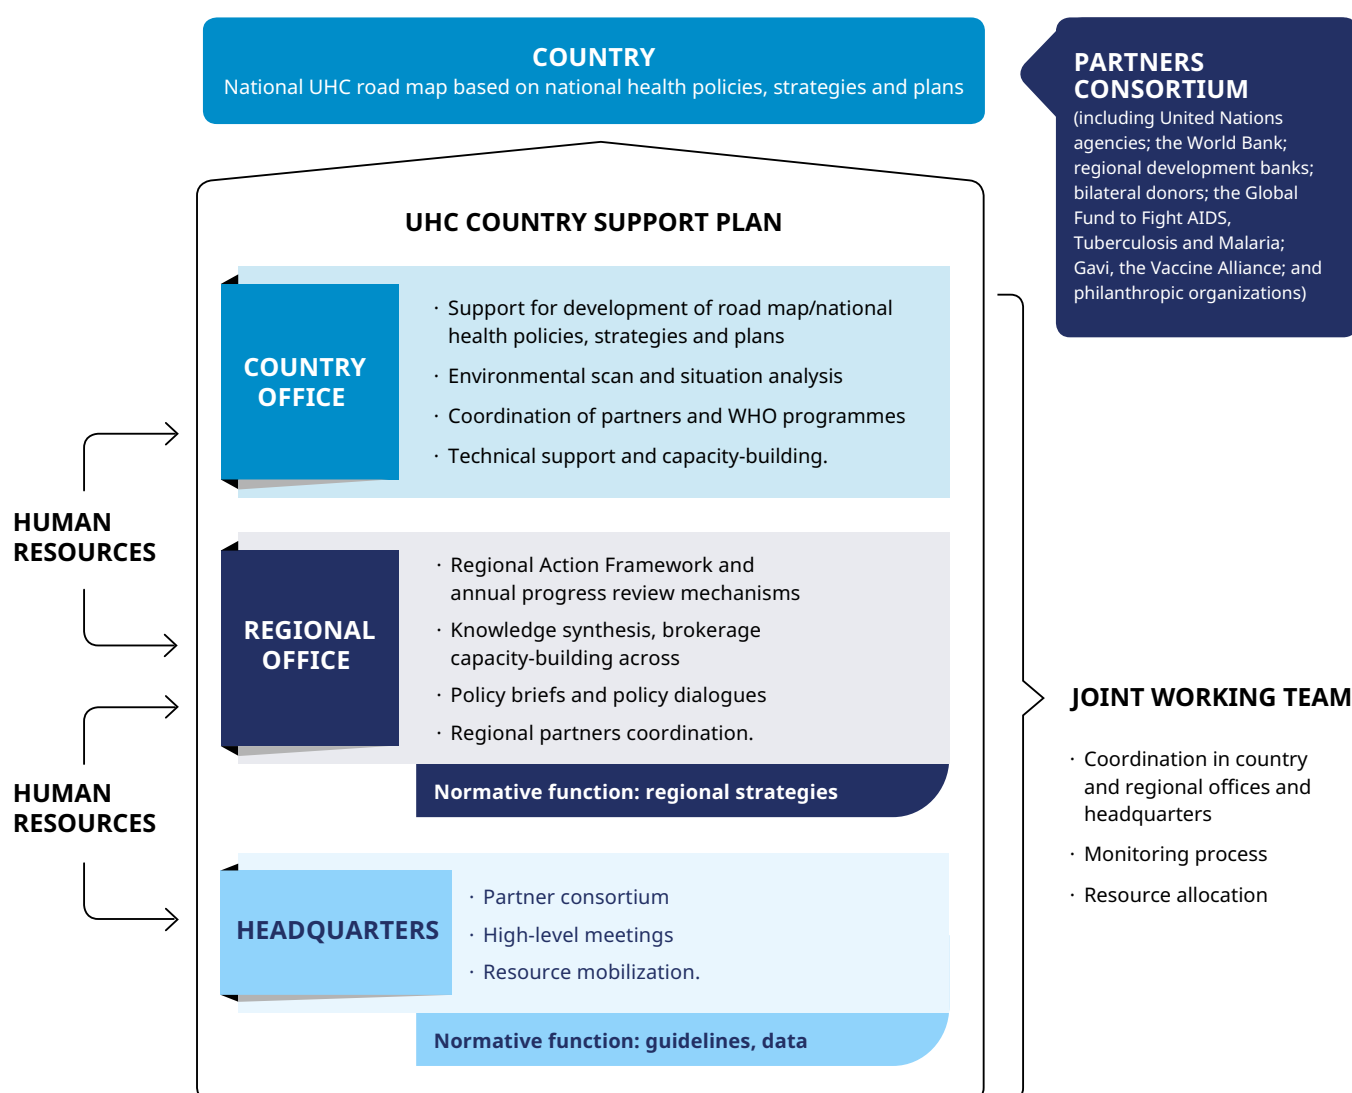 COUNTRY
National UHC road map based on national health policies, strategies and plans
PARTNERS
CONSORTIUM
(including United Nations
agencies; the World Bank;
regional development banks;
bilateral donors; the Global
Fund to Fight AIDS,
Tuberculosis and Malaria;
Gavi, the Vaccine Alliance; and
philanthropic organizations)
UHC COUNTRY SUPPORT PLAN
COUNTRY
OFFICE
· Support for development of road map/national
health policies, strategies and plans
· Environmental scan and situation analysis
· Coordination of partners and WHO programmes
· Technical support and capacity-building.
HUMAN
RESOURCES
REGIONAL
OFFICE
· Regional Action Framework and
annual progress review mechanisms
· Knowledge synthesis, brokerage
capacity-building across
· Policy briefs and policy dialogues
· Regional partners coordination.
Normative function: regional strategies
HUMAN
RESOURCES
HEADQUARTERS
· Partner consortium
· High-level meetings
· Resource mobilization.
Normative function: guidelines, data
JOINT WORKING TEAM
· Coordination in country
and regional offices and
headquarters
· Monitoring process
· Resource allocation